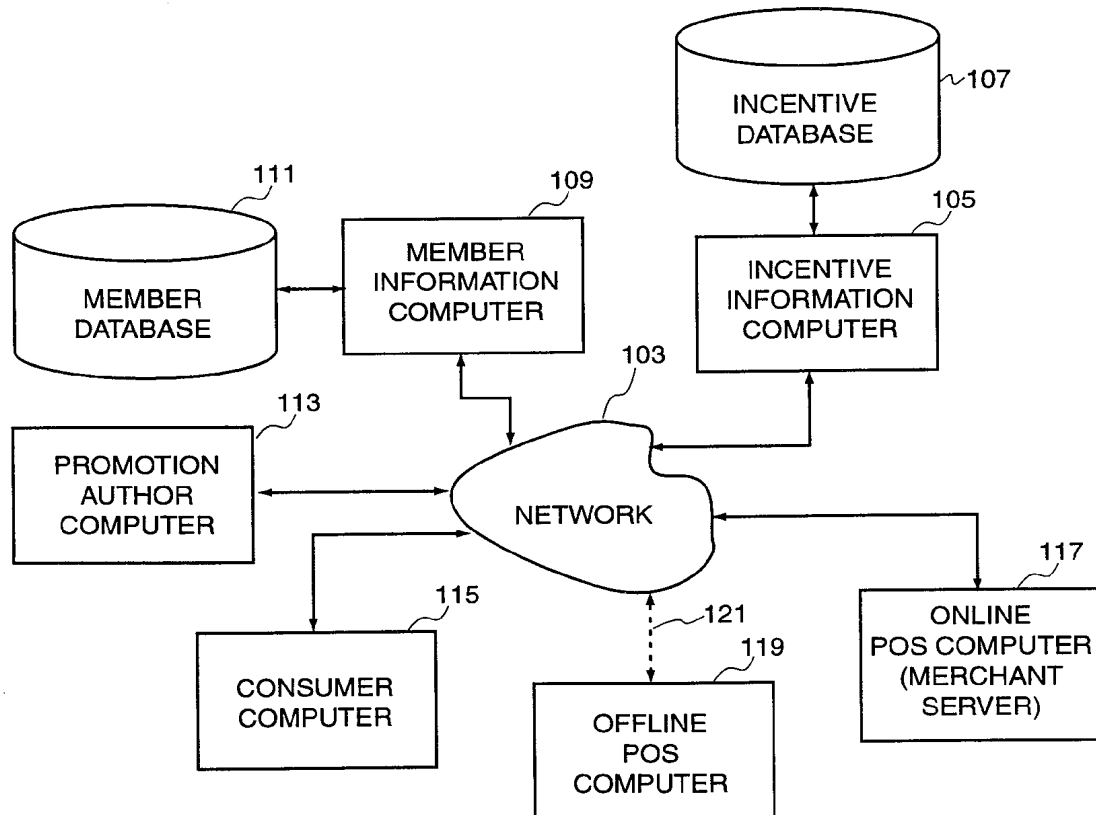 107
INCENTIVE
DATABASE
111
109
105
MEMBER
DATABASE
MEMBER
INFORMATION
COMPUTER
INCENTIVE
INFORMATION
COMPUTER
103
113
PROMOTION
AUTHOR
COMPUTER
NETWORK
117
ONLINE
POS COMPUTER
(MERCHANT
SERVER)
115
CONSUMER
COMPUTER
121
119
OFFLINE
POS
COMPUTER